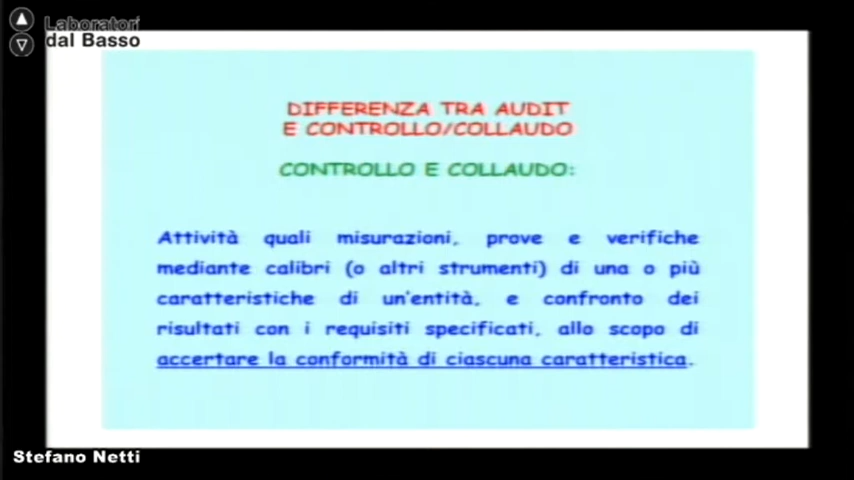 Laboratori
dal Basso
DIFFERENZA TRA AUDIT
E CONTROLLO/COLLAUDO
CONTROLLO E COLLAUDO:
Attività quali misurazioni, prove e verifiche
mediante calibri (o altri strumenti) di una o più
caratteristiche di un'entità, e confronto dei
risultati con i requisiti specificati, allo scopo di
accertare la conformità di ciascuna caratteristica.
Stefano Netti